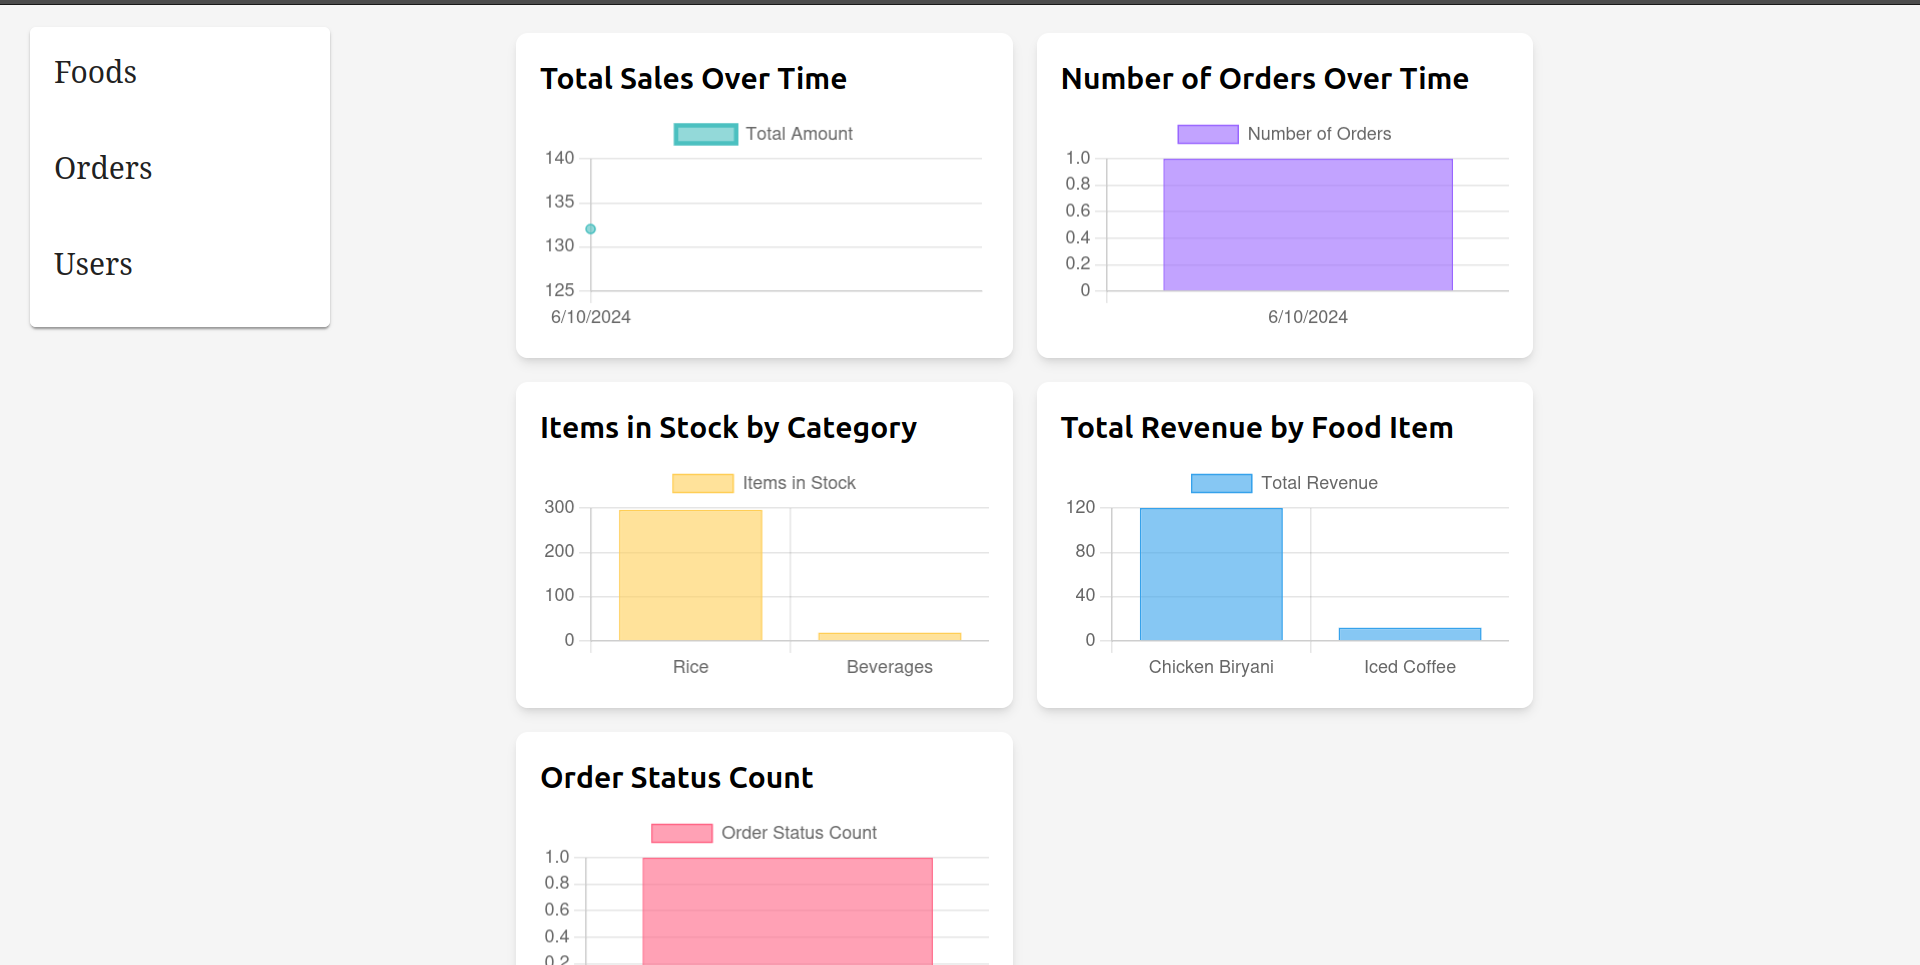 Foods
Orders
Users
Total Sales Over Time
Total Amount
140
135
130
125
6/10/2024
Number of Orders Over Time
Number of Orders
1.0
0.8
0.6
0.4
0.2
0
6/10/2024
Items in Stock by Category
Items in Stock
300
200
100
0
Rice Beverages
Total Revenue by Food Item
Total Revenue
120
80
40
0
Chicken Biryani Iced Coffee
Order Status Count
Order Status Count
1.0
0.8
0.6
0.4
0.2